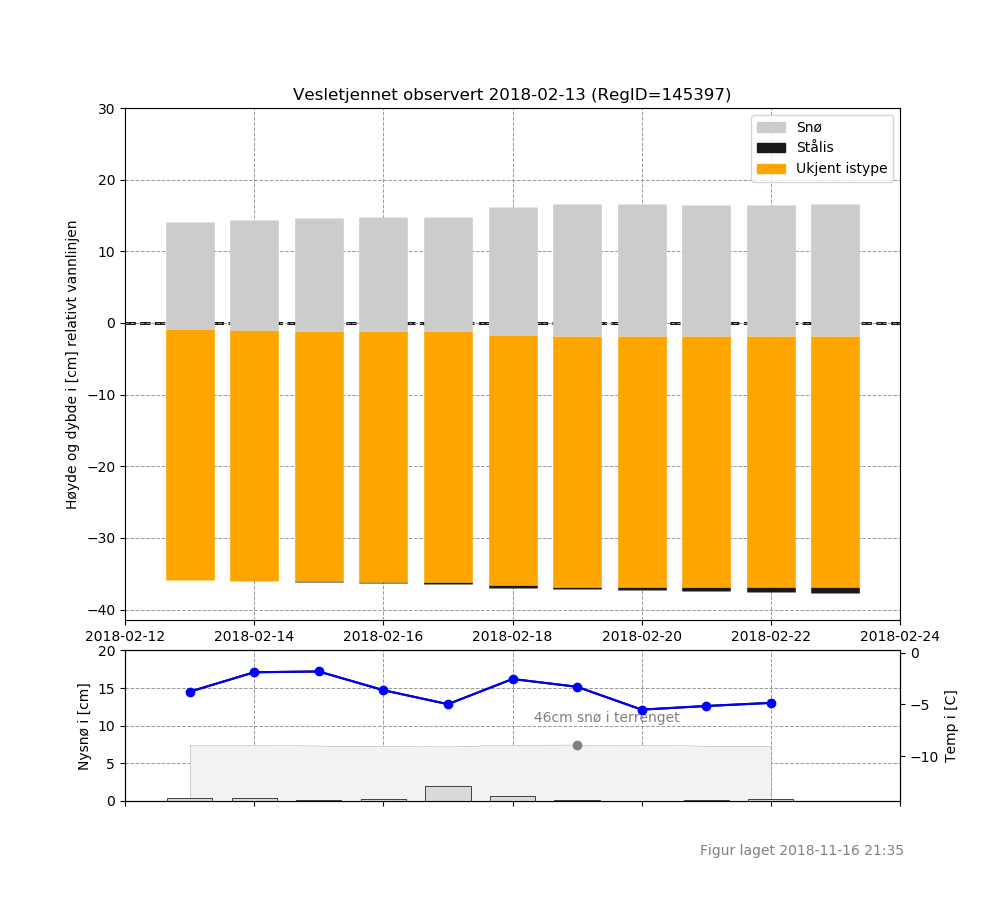 Vesletjennet observert 2018-02-13 (RegID=145397)
Høyde og dybde i [cm] relativt vannlinjen
30
20
10
0
−10
−20
−30
−40
Snø
Stålis
Ukjent istype
2018-02-12 2018-02-14 2018-02-16 2018-02-18 2018-02-20 2018-02-22 2018-02-24
Nysnø i [cm]
20
15
10
5
0
46cm snø i terrenget
0
−5
−10
Temp i [C]
Figur laget 2018-11-16 21:35